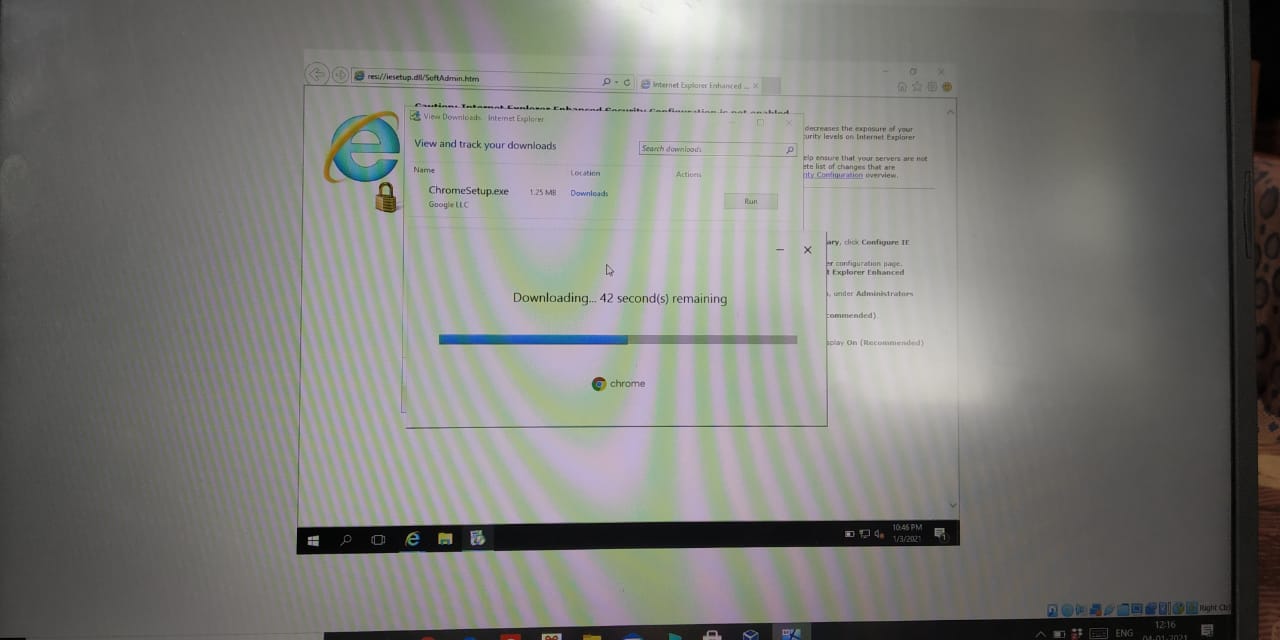 res://iesetup.dll/SoftAdmin.htm
Internet Explorer Enhanced ...
Caution: Internet Explorer Enhanced Security Configuration is not enabled
View Downloads - Internet Explorer
View and track your downloads
Search downloads
Name
Location
Actions
ChromeSetup.exe
1.25 MB
Downloads
Run
Google LLC
decreases the exposure of your
urity levels on Internet Explorer
elp ensure that your servers are not
ete list of changes that are
rity Configuration overview.
ary, click Configure IE
er configuration page.
t Explorer Enhanced
, under Administrators
commended)
splay On (Recommended)
Downloading... 42 second(s) remaining
chrome
10:46 PM
1/3/2021
Right Ctrl
ENG
12:16
04-01-2021